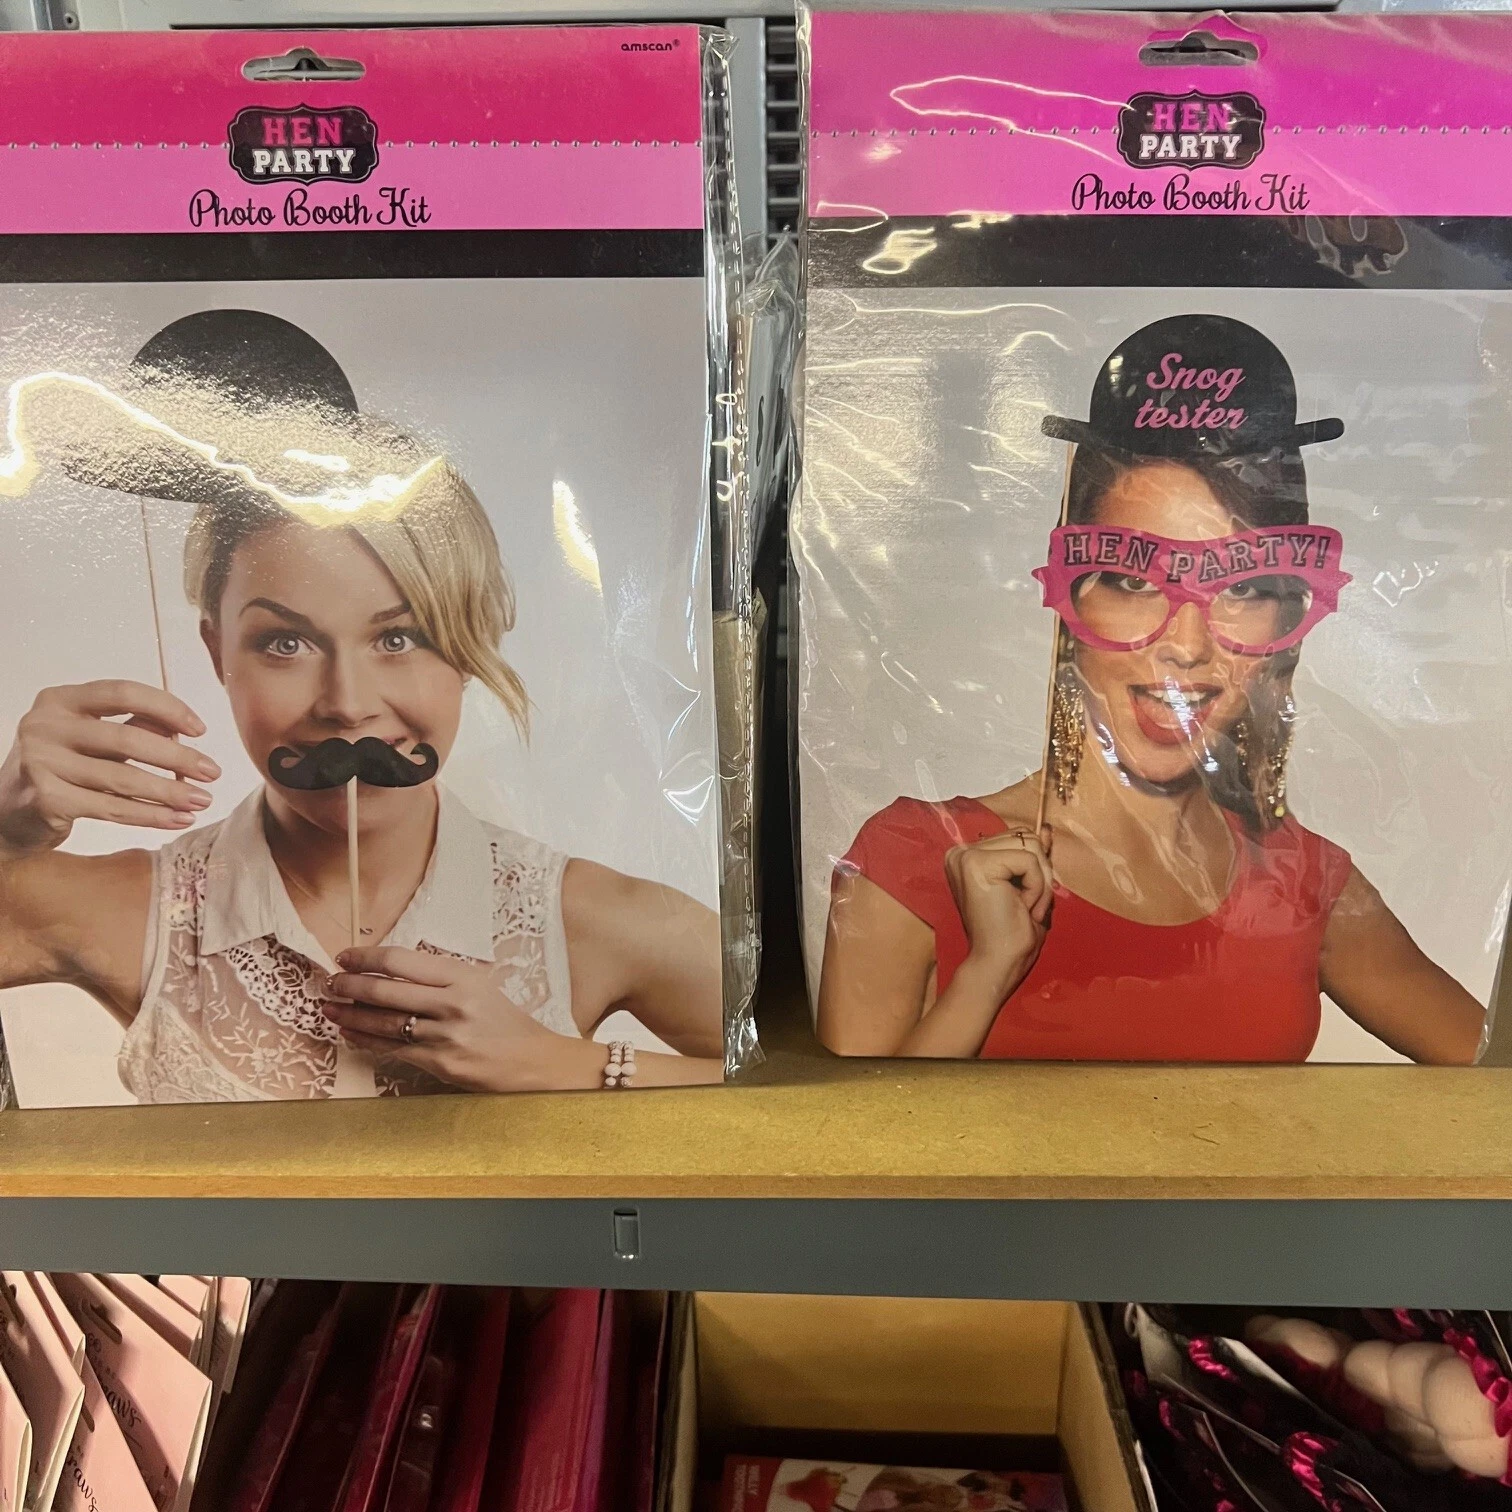 amscan®
HEN
PARTY
Photo Booth Kit
HEN
PARTY
Photo Booth Kit
Snog
tester
HEN PARTY!